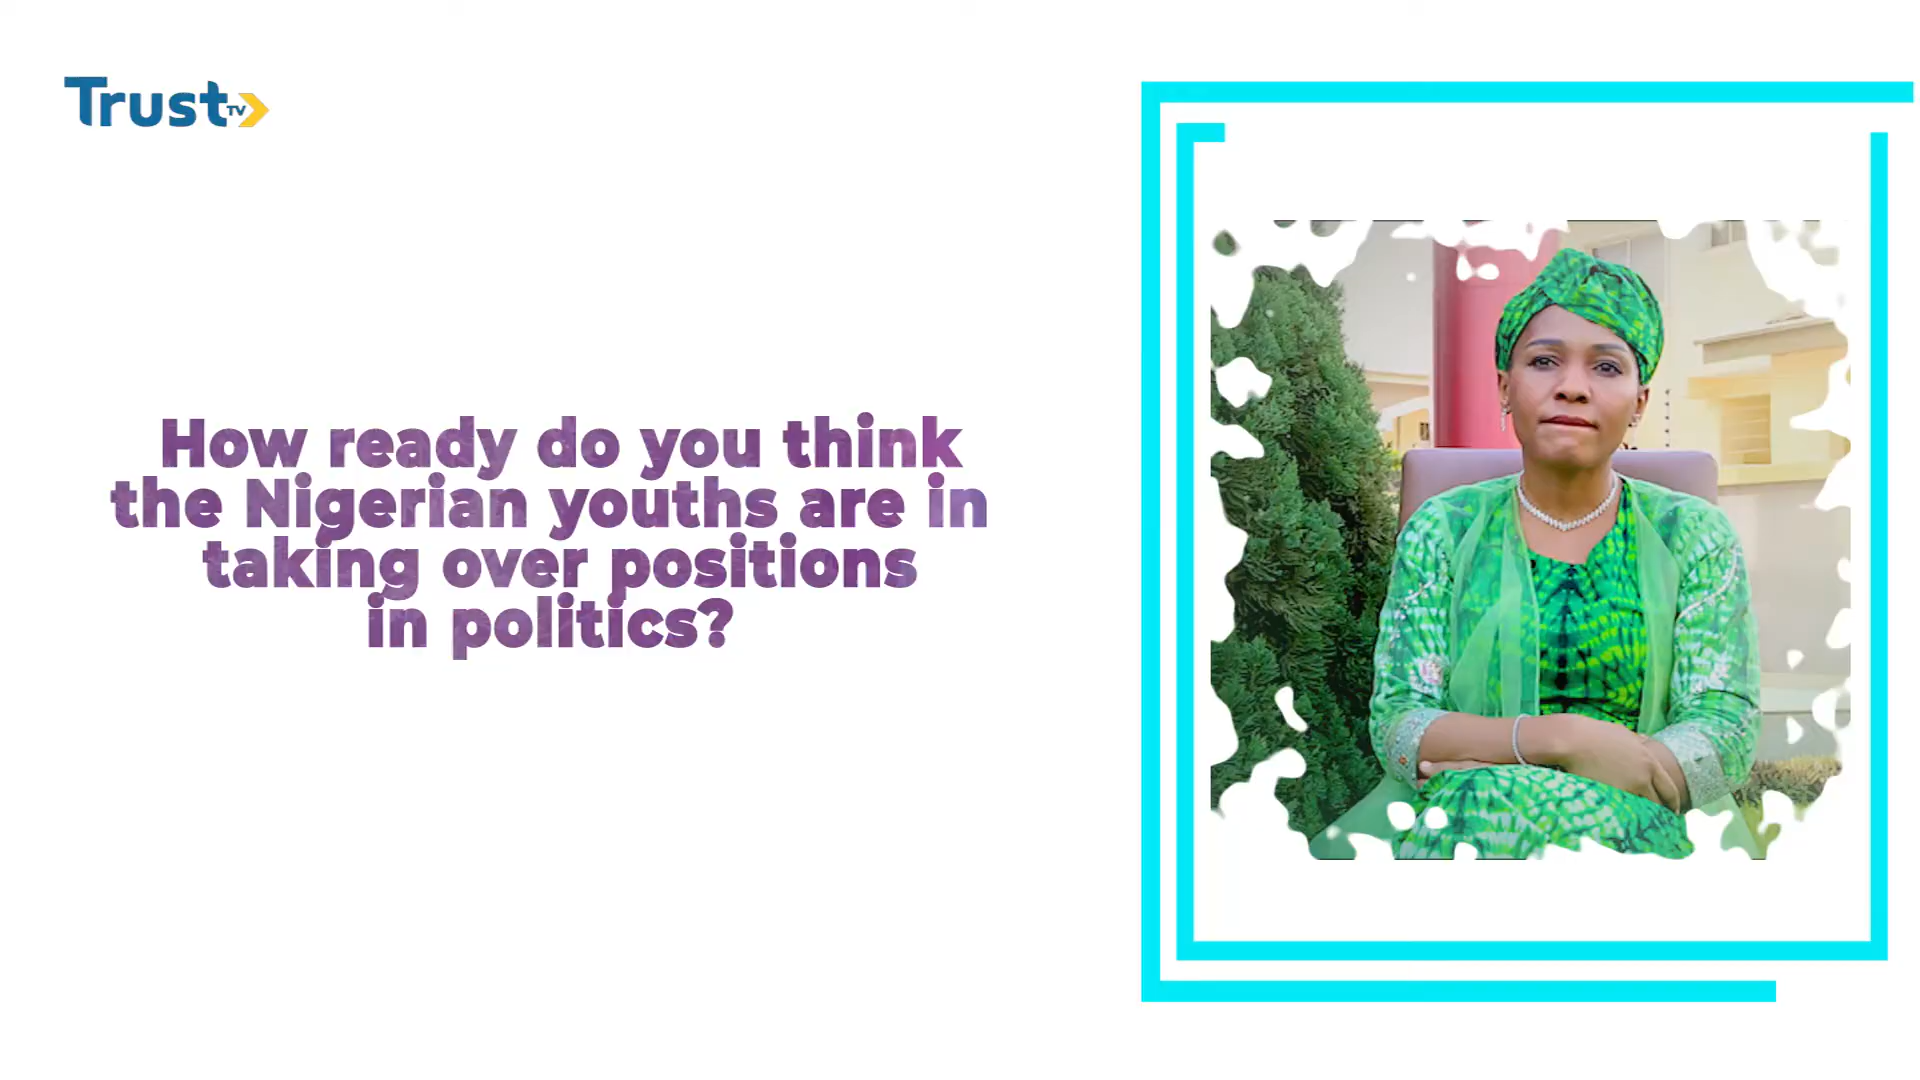 Trust TV
How ready do you think
the Nigerian youths are in
taking over positions
in politics?